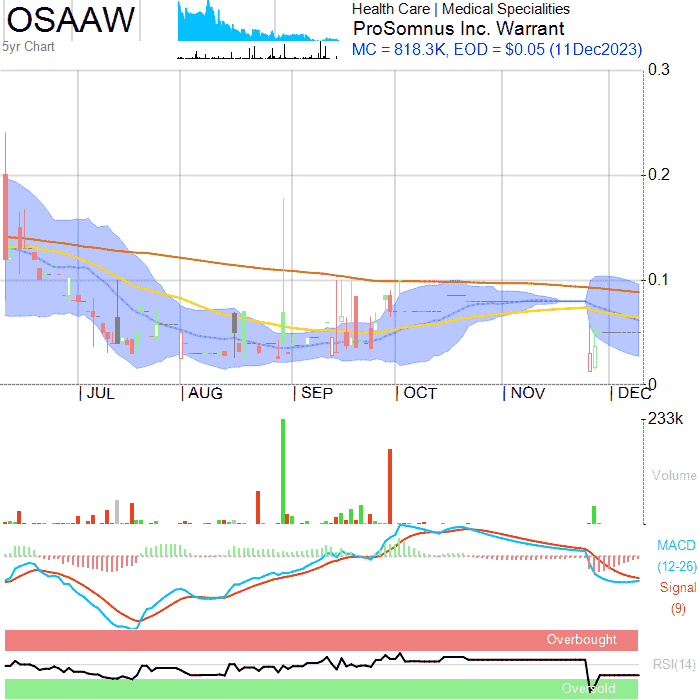 OSAAW
5yr Chart
Health Care | Medical Specialities
ProSomnus Inc. Warrant
MC = 818.3K, EOD = $0.05 (11Dec2023)
0.3
0.2
0.1
0
JUL AUG SEP OCT NOV DEC
233k
Volume
MACD
(12-26)
Signal
(9)
Overbought
RSI(14)
Oversold